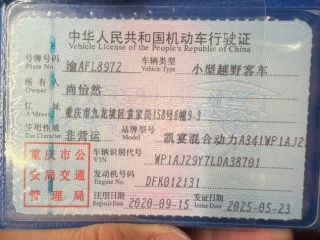 中华人民共和国机动车行驶证
Vehicle License of the People's Republic of China
号牌号码 渝AFL8972 车辆类型 小型越野客车
Plate No. Vehicle Type
所有人 尚怡然
Owner
住址 重庆市九龙坡区袁家岗158号6幢9-3
Address
使用性质 非营运 品牌型号 凯宴混合动力A341WP1AJ2
Use Character Model
重庆市公
安局交通
管理局
车辆识别代号 WP1AJ29Y7LDA38701
VIN
发动机号码 DFK012131
Engine No.
注册日期 2020-09-15 发证日期 2025-05-23
Register Date Issue Date